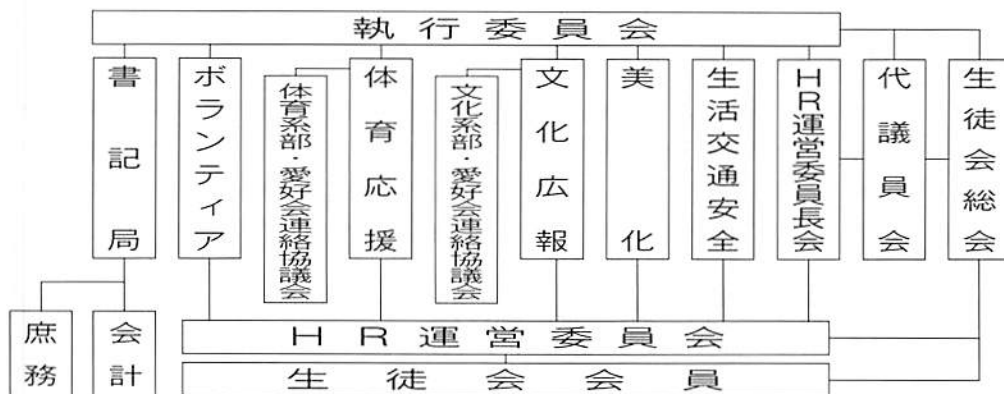 執行委員会
書記局
ボランティア
体育系部・愛好会連絡協議会
体育応援
文化系部・愛好会連絡協議会
文化広報
美化
生活交通安全
HR運営委員長会
代議員会
生徒会総会
庶務
会計
HR運営委員会
生徒会会員